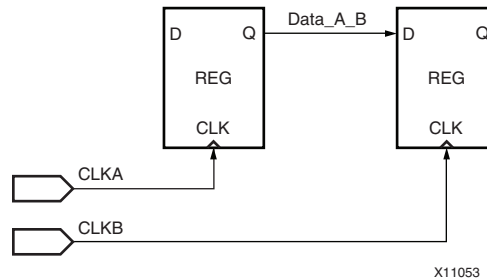 Data_A_B
D Q D Q
REG REG
CLK CLK
CLKA
CLKB
X11053